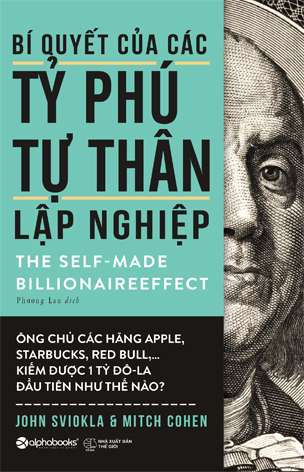 BÍ QUYẾT CỦA CÁC
TỶ PHÚ
TỰ THÂN
LẬP NGHIỆP
THE SELF-MADE
BILLIONAIREEFFECT
Phương Lan dịch
ÔNG CHỦ CÁC HÃNG APPLE,
STARBUCKS, RED BULL,...
KIẾM ĐƯỢC 1 TỶ ĐÔ-LA
ĐẦU TIÊN NHƯ THẾ NÀO?
JOHN SVIOKLA & MITCH COHEN
alphabooks
NHÀ XUẤT BẢN
THẾ GIỚI